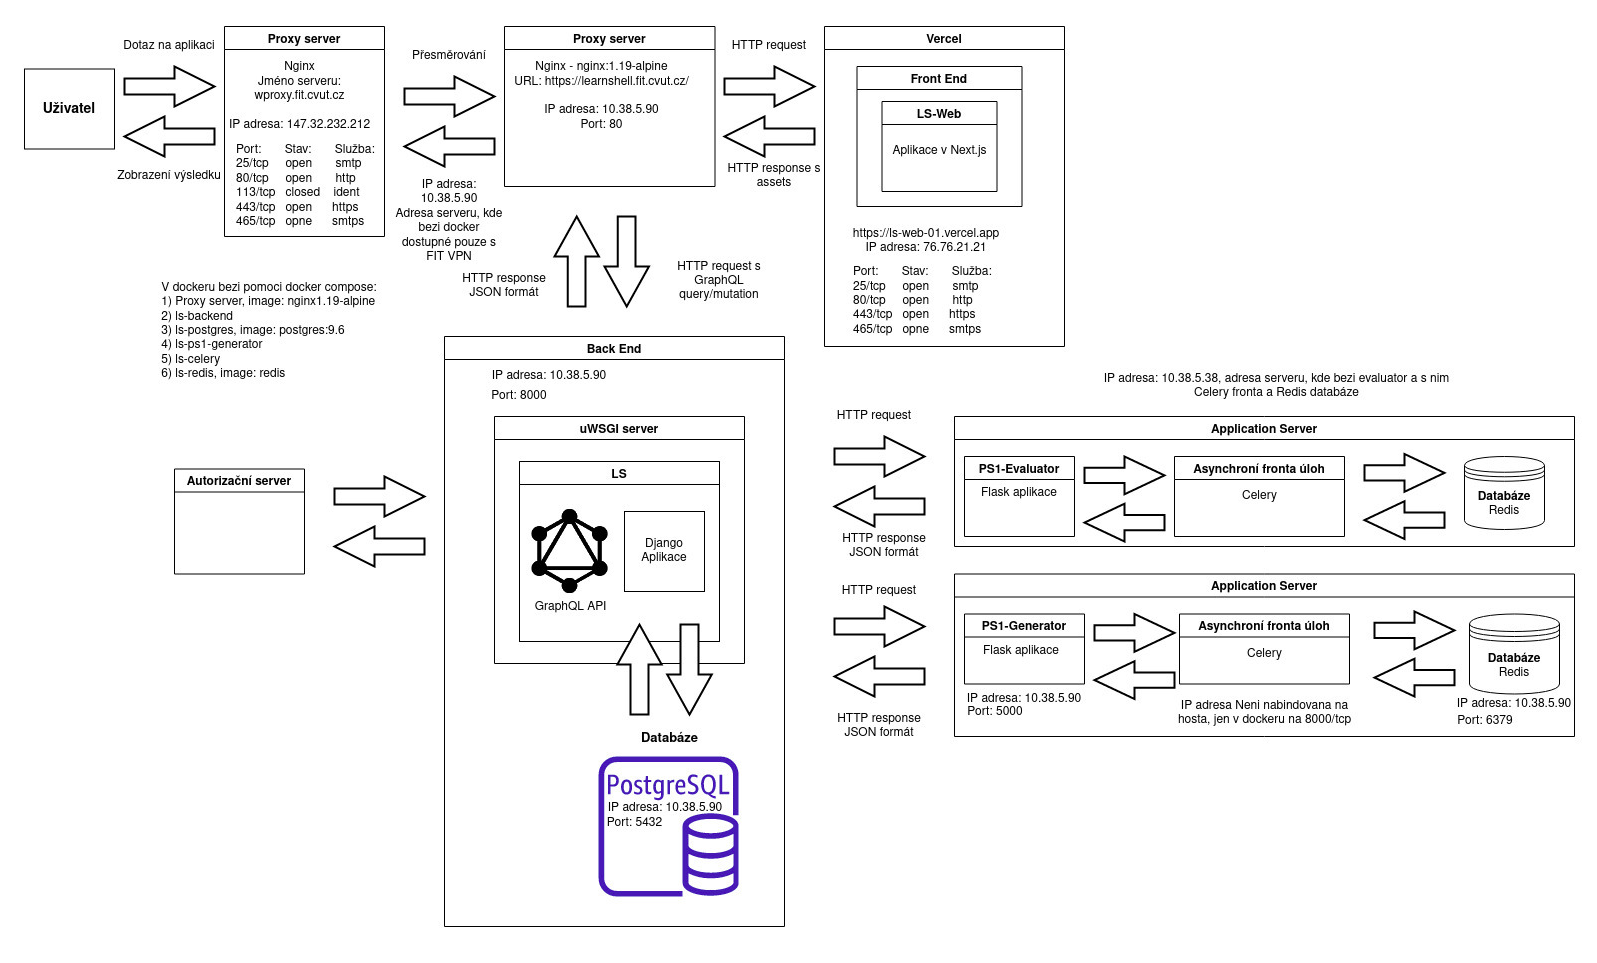 Uživatel
Dotaz na aplikaci
Zobrazení výsledku
Proxy server
Nginx
Jméno serveru:
wproxy.fit.cvut.cz
IP adresa: 147.32.232.212
Port: Stav: Služba:
25/tcp open smtp
80/tcp open http
113/tcp closed ident
443/tcp open https
465/tcp opne smtps
Přesměrování
IP adresa:
10.38.5.90
Adresa serveru, kde
bezi docker
dostupné pouze s
FIT VPN
Proxy server
Nginx - nginx:1.19-alpine
URL: https://learnshell.fit.cvut.cz/
IP adresa: 10.38.5.90
Port: 80
HTTP request
HTTP response s
assets
Vercel
Front End
LS-Web
Aplikace v Next.js
https://ls-web-01.vercel.app
IP adresa: 76.76.21.21
Port: Stav: Služba:
25/tcp open smtp
80/tcp open http
443/tcp open https
465/tcp opne smtps
HTTP response
JSON formát
HTTP request s
GraphQL
query/mutation
V dockeru bezi pomoci docker compose:
1) Proxy server, image: nginx1.19-alpine
2) ls-backend
3) ls-postgres, image: postgres:9.6
4) ls-ps1-generator
5) ls-celery
6) ls-redis, image: redis
Back End
IP adresa: 10.38.5.90
Port: 8000
uWSGI server
LS
GraphQL API
Django
Aplikace
Databáze
PostgreSQL
IP adresa: 10.38.5.90
Port: 5432
Autorizační server
IP adresa: 10.38.5.38, adresa serveru, kde bezi evaluator a s nim
Celery fronta a Redis databáze
HTTP request
HTTP response
JSON formát
Application Server
PS1-Evaluator
Flask aplikace
Asynchroní fronta úloh
Celery
Databáze
Redis
HTTP request
HTTP response
JSON formát
Application Server
PS1-Generator
Flask aplikace
IP adresa: 10.38.5.90
Port: 5000
Asynchroní fronta úloh
Celery
IP adresa Neni nabindovana na
hosta, jen v dockeru na 8000/tcp
Databáze
Redis
IP adresa: 10.38.5.90
Port: 6379